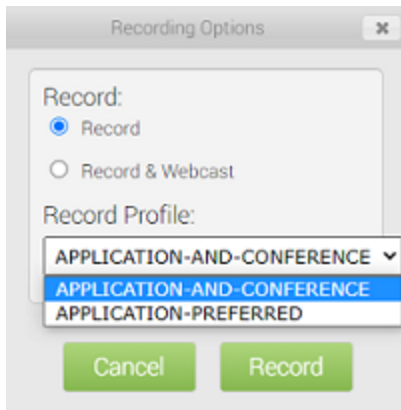 Recording Options
Record:
Record
Record & Webcast
Record Profile:
APPLICATION-AND-CONFERENCE
APPLICATION-AND-CONFERENCE
APPLICATION-PREFERRED
Cancel Record